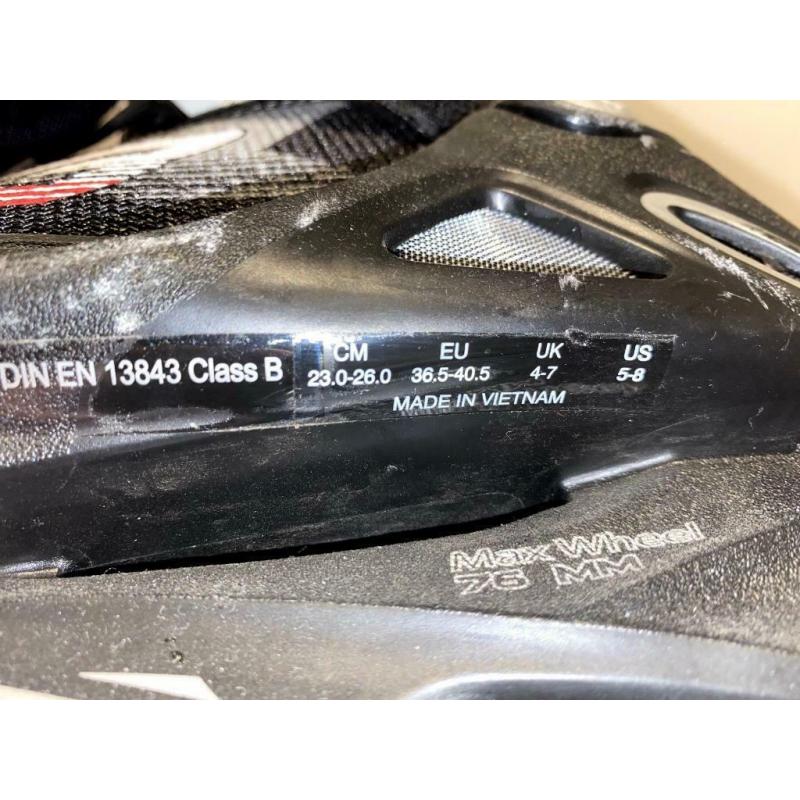 DIN EN 13843 Class B
CM EU UK US
23.0-26.0 36.5-40.5 4-7 5-8
MADE IN VIETNAM
Max Wheel
76 MM